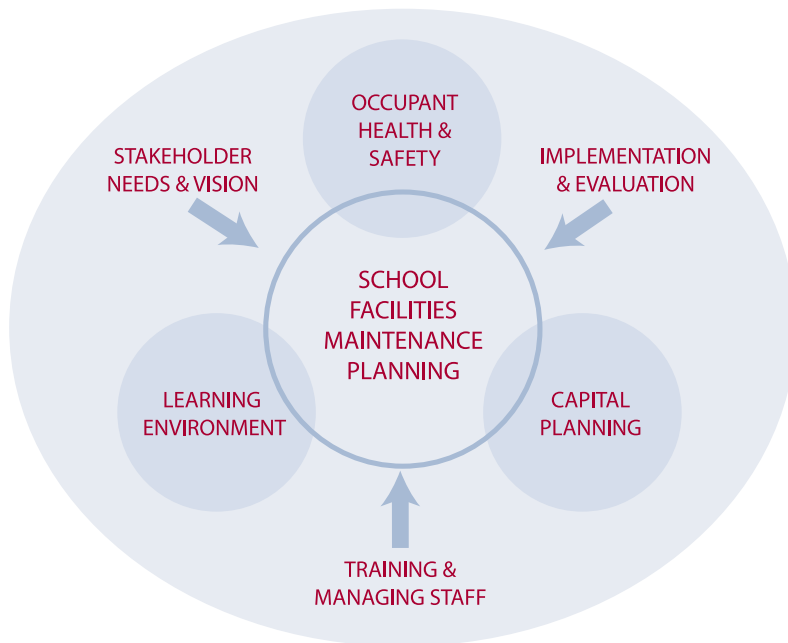 OCCUPANT
HEALTH &
SAFETY
STAKEHOLDER
NEEDS & VISION
IMPLEMENTATION
& EVALUATION
SCHOOL
FACILITIES
MAINTENANCE
PLANNING
LEARNING
ENVIRONMENT
CAPITAL
PLANNING
TRAINING &
MANAGING STAFF